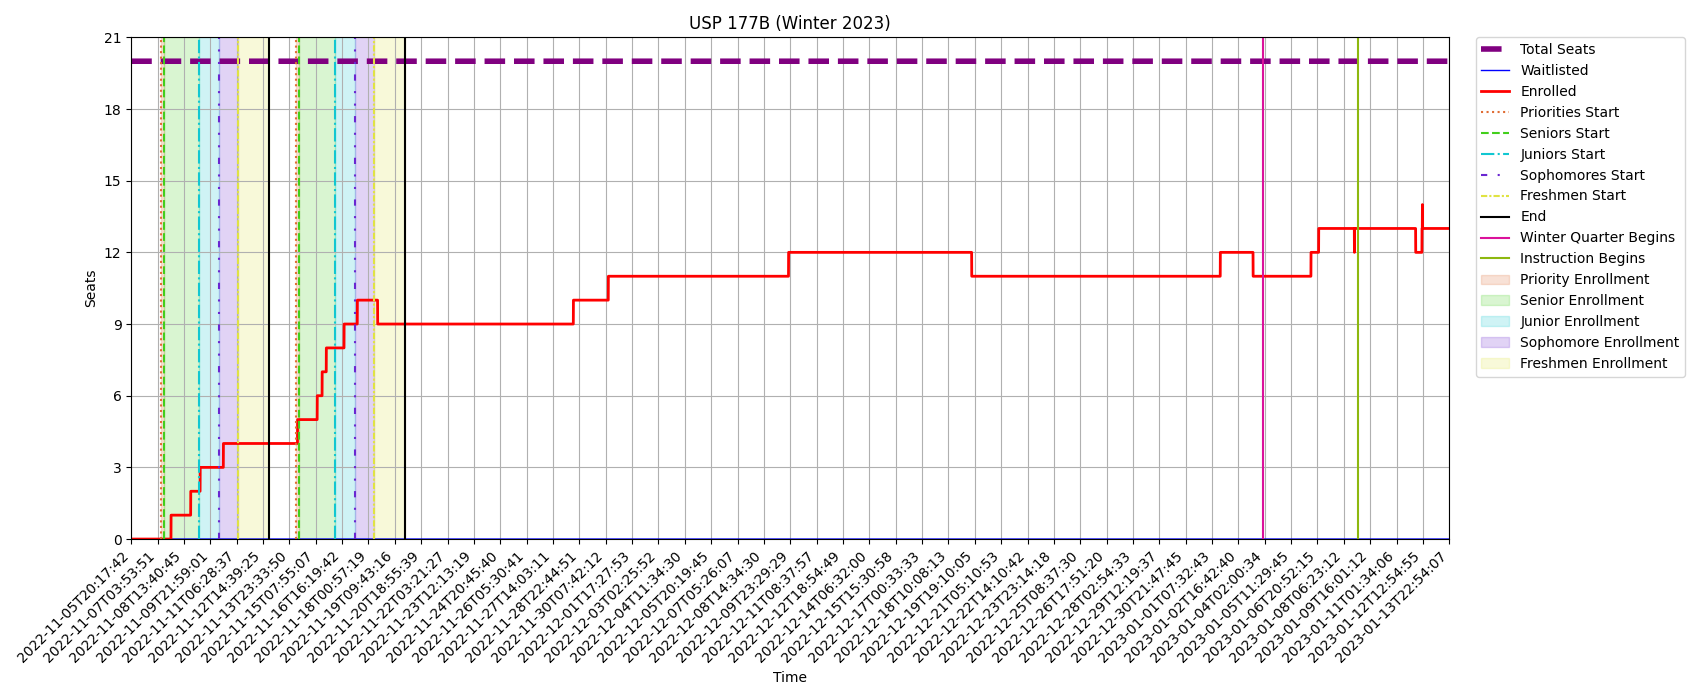 USP 177B (Winter 2023)
21
18
15
12
9
6
3
0
Seats
2022-11-05T20:17:42
2022-11-07T03:53:51
2022-11-08T13:40:45
2022-11-09T21:59:01
2022-11-11T06:28:37
2022-11-12T14:39:25
2022-11-13T23:33:50
2022-11-15T07:55:07
2022-11-16T16:19:42
2022-11-18T00:57:19
2022-11-19T09:43:16
2022-11-20T18:55:39
2022-11-22T03:21:27
2022-11-23T12:13:19
2022-11-24T20:45:40
2022-11-26T05:30:41
2022-11-27T14:03:11
2022-11-28T22:44:51
2022-11-30T07:42:12
2022-12-01T17:27:53
2022-12-03T02:25:52
2022-12-04T11:34:30
2022-12-05T20:19:45
2022-12-07T05:26:07
2022-12-08T14:34:30
2022-12-09T23:29:29
2022-12-11T08:37:57
2022-12-12T18:54:49
2022-12-14T06:32:00
2022-12-15T15:30:58
2022-12-17T00:33:33
2022-12-18T10:08:13
2022-12-19T19:10:05
2022-12-21T05:10:53
2022-12-22T14:10:42
2022-12-23T23:14:18
2022-12-25T08:37:30
2022-12-26T17:51:20
2022-12-28T02:54:33
2022-12-29T12:19:37
2022-12-30T21:47:45
2023-01-01T07:32:43
2023-01-02T16:42:40
2023-01-04T02:00:34
2023-01-05T11:29:45
2023-01-06T20:52:15
2023-01-08T06:23:12
2023-01-09T16:01:12
2023-01-11T01:34:06
2023-01-12T12:54:55
2023-01-13T22:54:07
Time
Total Seats
Waitlisted
Enrolled
Priorities Start
Seniors Start
Juniors Start
Sophomores Start
Freshmen Start
End
Winter Quarter Begins
Instruction Begins
Priority Enrollment
Senior Enrollment
Junior Enrollment
Sophomore Enrollment
Freshmen Enrollment